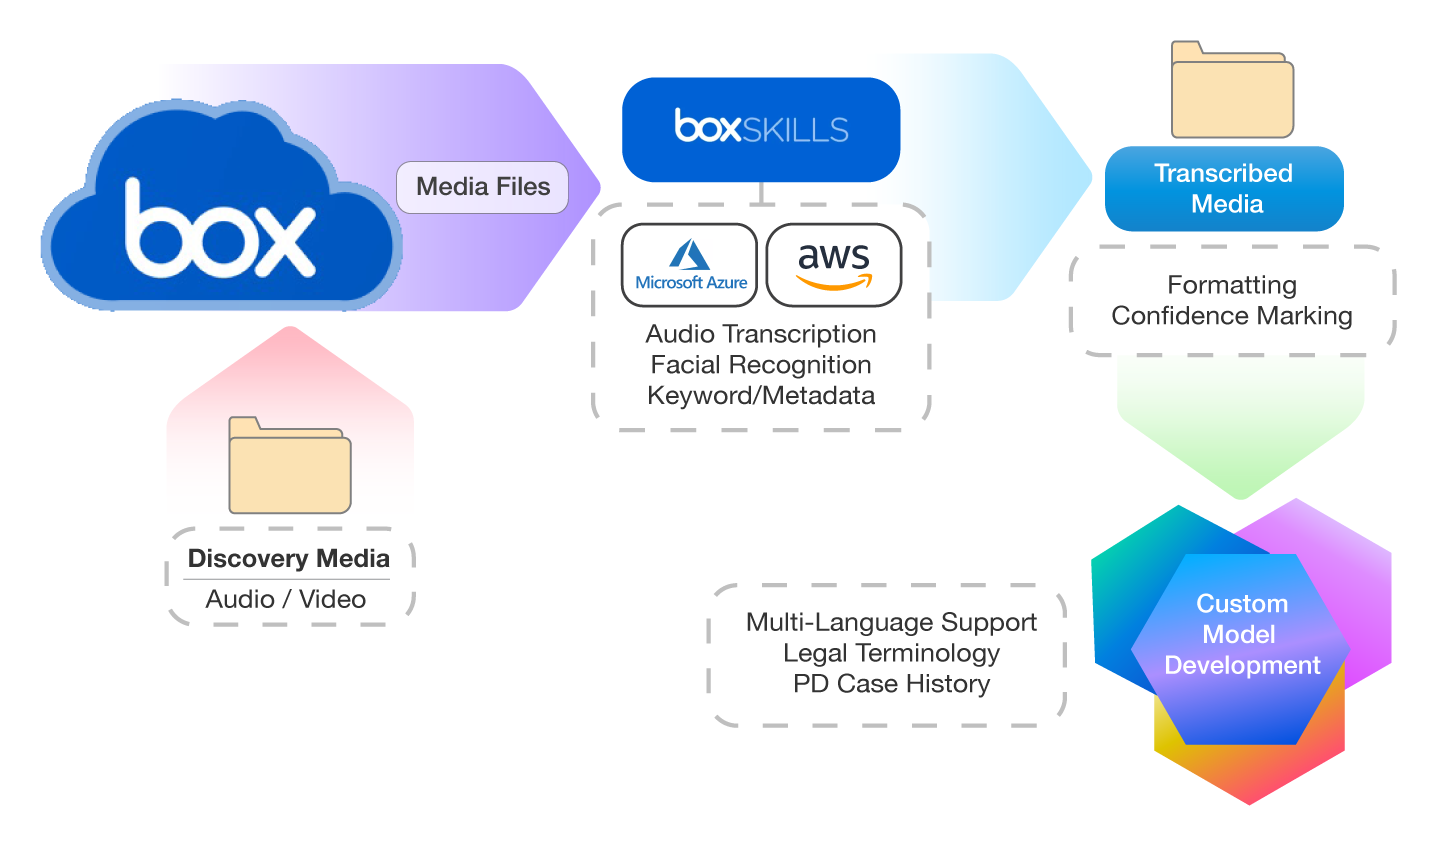 box
Media Files
boxSKILLS
Microsoft Azure
aws
Audio Transcription
Facial Recognition
Keyword/Metadata
Transcribed
Media
Formatting
Confidence Marking
Discovery Media
Audio / Video
Multi-Language Support
Legal Terminology
PD Case History
Custom
Model
Development